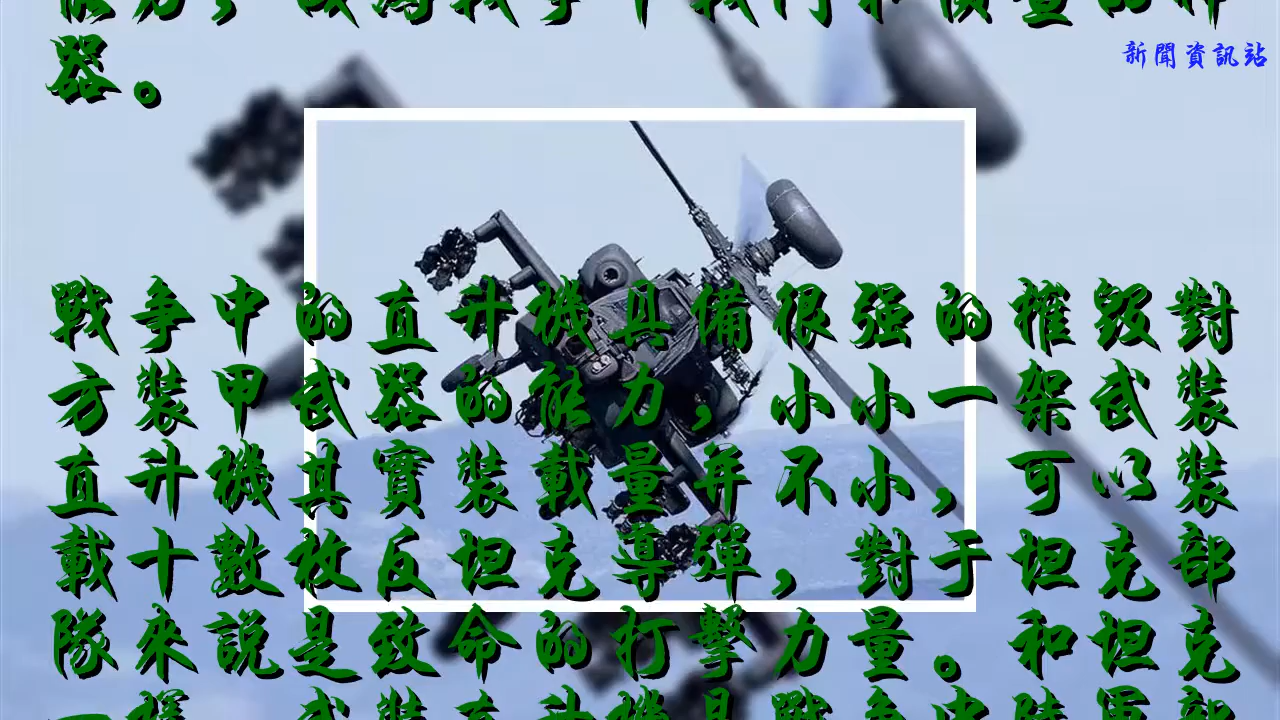 器。
新聞資訊站
戰爭中的直升機具備很强的摧毀對
方裝甲武器的能力，小小一架武裝
直升機其實裝載量并不小，可以裝
載十數枚反坦克導彈，對于坦克部
隊來説是致命的打擊力量。和坦克